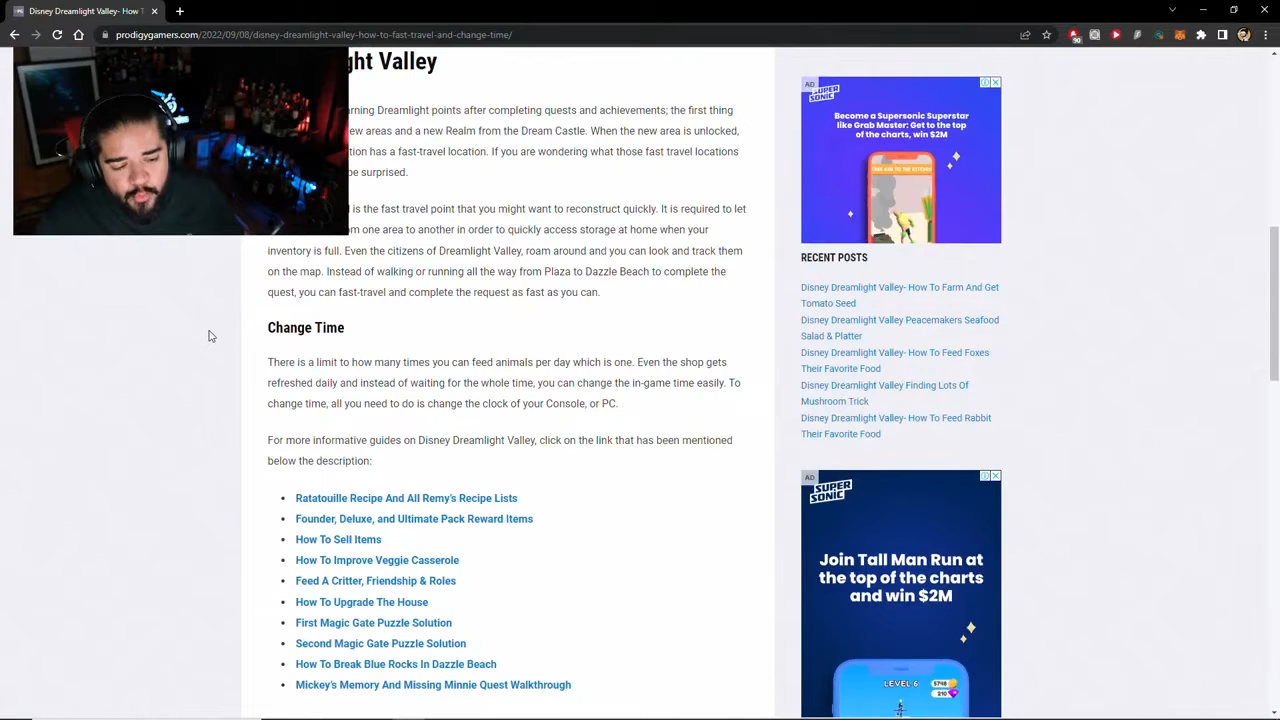 Disney Dreamlight Valley- How T
prodigygamers.com/2022/09/08/disney-dreamlight-valley-how-to-fast-travel-and-change-time/
ght Valley
rning Dreamlight points after completing quests and achievements; the first thing
ew areas and a new Realm from the Dream Castle. When the new area is unlocked,
tion has a fast-travel location. If you are wondering what those fast travel locations
be surprised.
is the fast travel point that you might want to reconstruct quickly. It is required to let
om one area to another in order to quickly access storage at home when your
inventory is full. Even the citizens of Dreamlight Valley, roam around and you can look and track them
on the map. Instead of walking or running all the way from Plaza to Dazzle Beach to complete the
quest, you can fast-travel and complete the request as fast as you can.
Change Time
There is a limit to how many times you can feed animals per day which is one. Even the shop gets
refreshed daily and instead of waiting for the whole time, you can change the in-game time easily. To
change time, all you need to do is change the clock of your Console, or PC.
For more informative guides on Disney Dreamlight Valley, click on the link that has been mentioned
below the description:
• Ratatouille Recipe And All Remy's Recipe Lists
• Founder, Deluxe, and Ultimate Pack Reward Items
• How To Sell Items
• How To Improve Veggie Casserole
• Feed A Critter, Friendship & Roles
• How To Upgrade The House
• First Magic Gate Puzzle Solution
• Second Magic Gate Puzzle Solution
• How To Break Blue Rocks In Dazzle Beach
• Mickey's Memory And Missing Minnie Quest Walkthrough
AD
SUPER
SONIC
Become a Supersonic Superstar
like Grab Master: Get to the top
of the charts, win $2M
RECENT POSTS
Disney Dreamlight Valley- How To Farm And Get
Tomato Seed
Disney Dreamlight Valley Peacemakers Seafood
Salad & Platter
Disney Dreamlight Valley- How To Feed Foxes
Their Favorite Food
Disney Dreamlight Valley Finding Lots Of
Mushroom Trick
Disney Dreamlight Valley- How To Feed Rabbit
Their Favorite Food
AD
SUPER
SONIC
Join Tall Man Run at
the top of the charts
and win $2M
LEVEL 6
$748
210